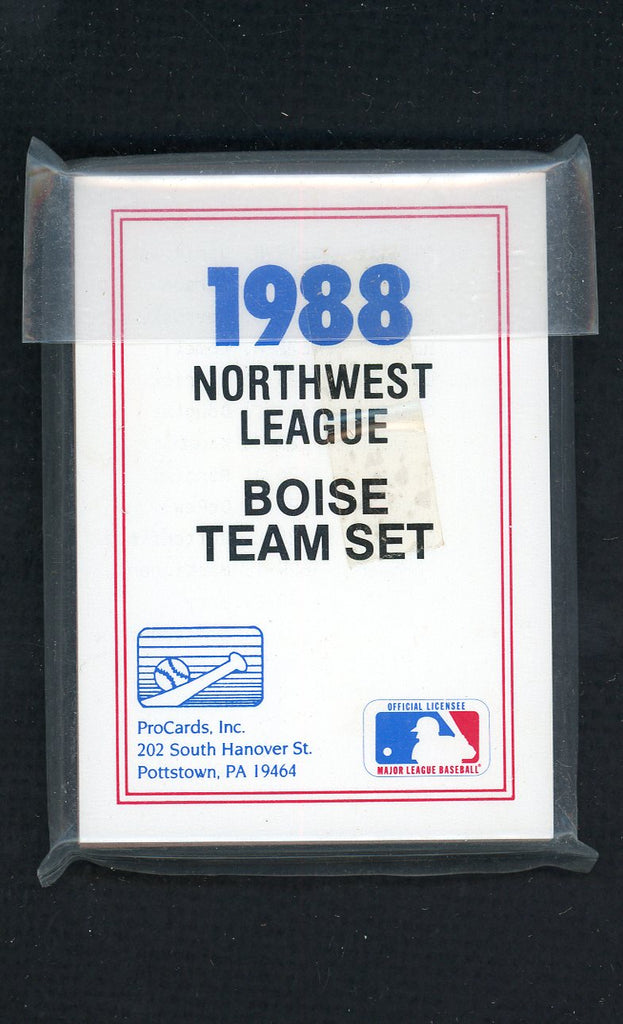 1988
NORTHWEST
LEAGUE
BOISE
TEAM SET
ProCards, Inc.
202 South Hanover St.
Pottstown, PA 19464
OFFICIAL LICENSEE
MAJOR LEAGUE BASEBALL®